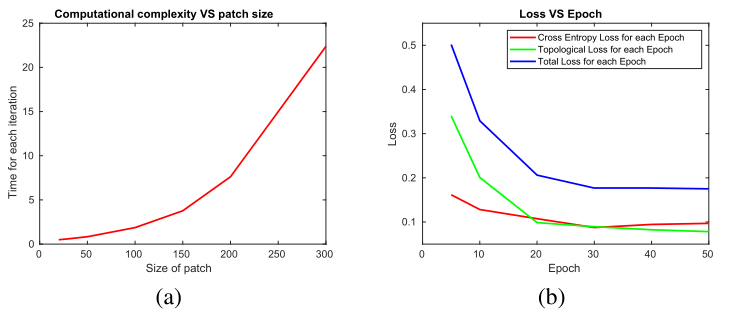 Computational complexity VS patch size
25
20
15
10
5
0
Time for each iteration
0 50 100 150 200 250 300
Size of patch
(a)
Loss VS Epoch
Cross Entropy Loss for each Epoch
Topological Loss for each Epoch
Total Loss for each Epoch
0.5
0.4
0.3
0.2
0.1
Loss
0 10 20 30 40 50
Epoch
(b)